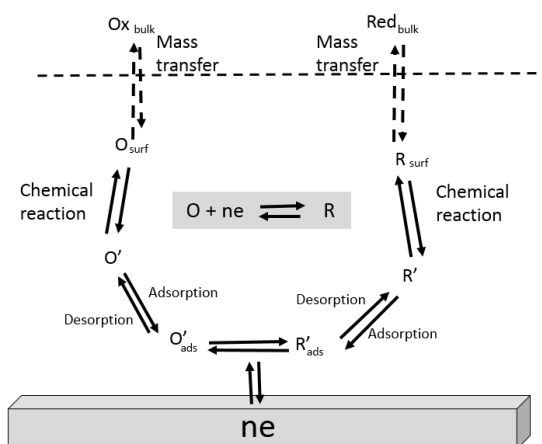 Ox bulk
Red bulk
Mass
transfer
Mass
transfer
O surf
R surf
Chemical
reaction
O + ne R
Chemical
reaction
O'
R'
Adsorption
Desorption
Desorption
Adsorption
O'ads
R'ads
ne